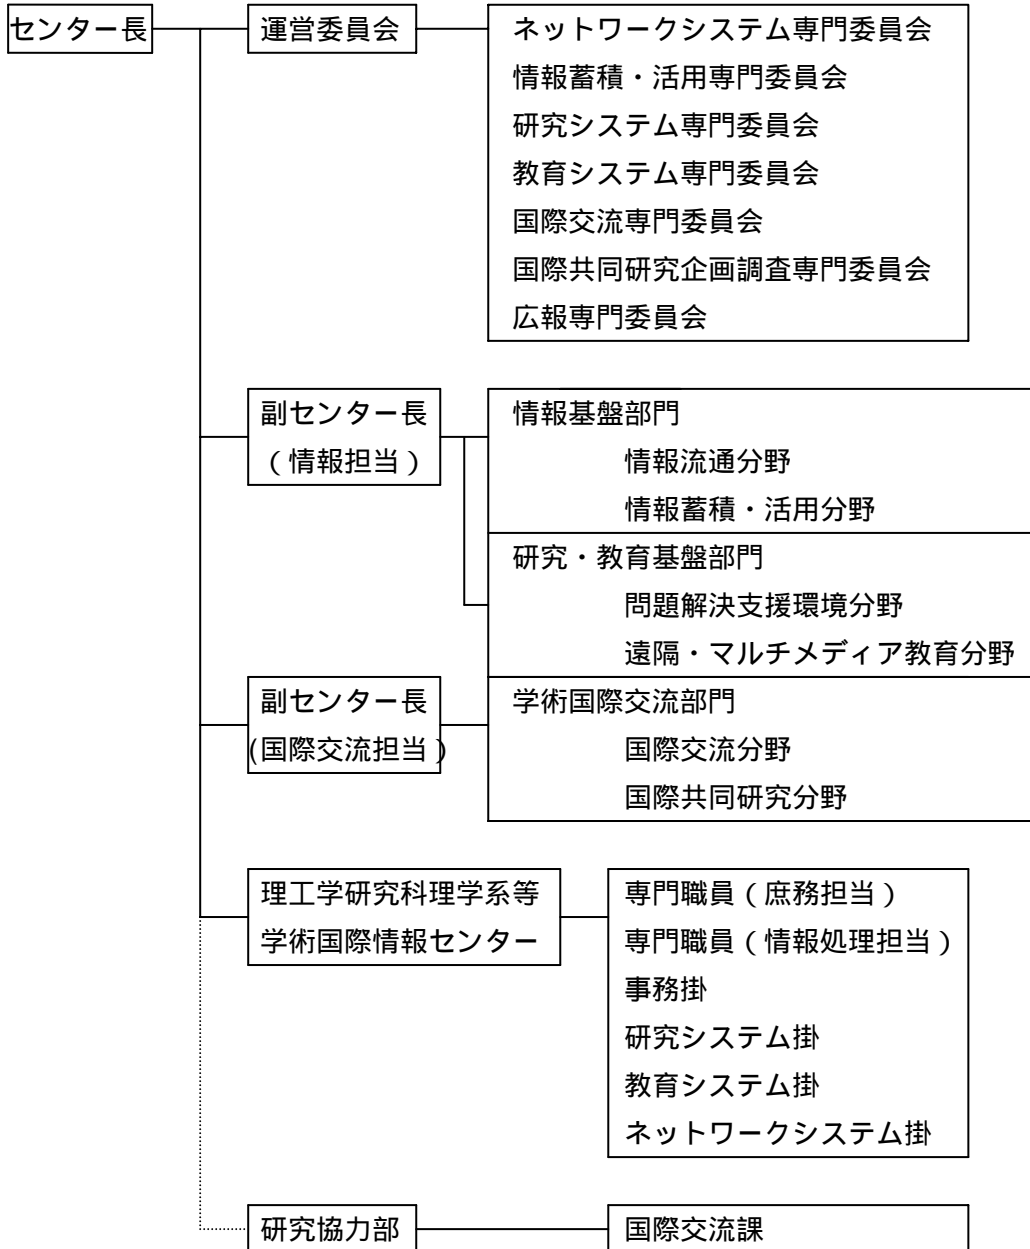 センター長
運営委員会
ネットワークシステム専門委員会
情報蓄積・活用専門委員会
研究システム専門委員会
教育システム専門委員会
国際交流専門委員会
国際共同研究企画調査専門委員会
広報専門委員会
副センター長
(情報担当)
情報基盤部門
情報流通分野
情報蓄積・活用分野
研究・教育基盤部門
問題解決支援環境分野
遠隔・マルチメディア教育分野
副センター長
(国際交流担当)
学術国際交流部門
国際交流分野
国際共同研究分野
理工学研究科理学系等
学術国際情報センター
専門職員(庶務担当)
専門職員(情報処理担当)
事務掛
研究システム掛
教育システム掛
ネットワークシステム掛
研究協力部
国際交流課